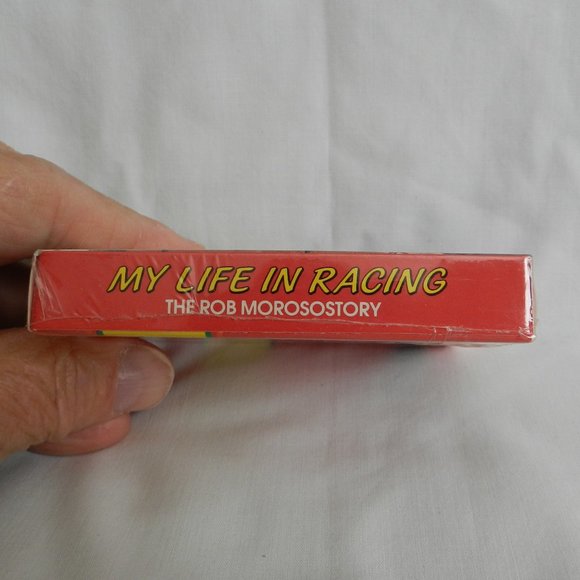 MY LIFE IN RACING
THE ROB MOROSOSTORY